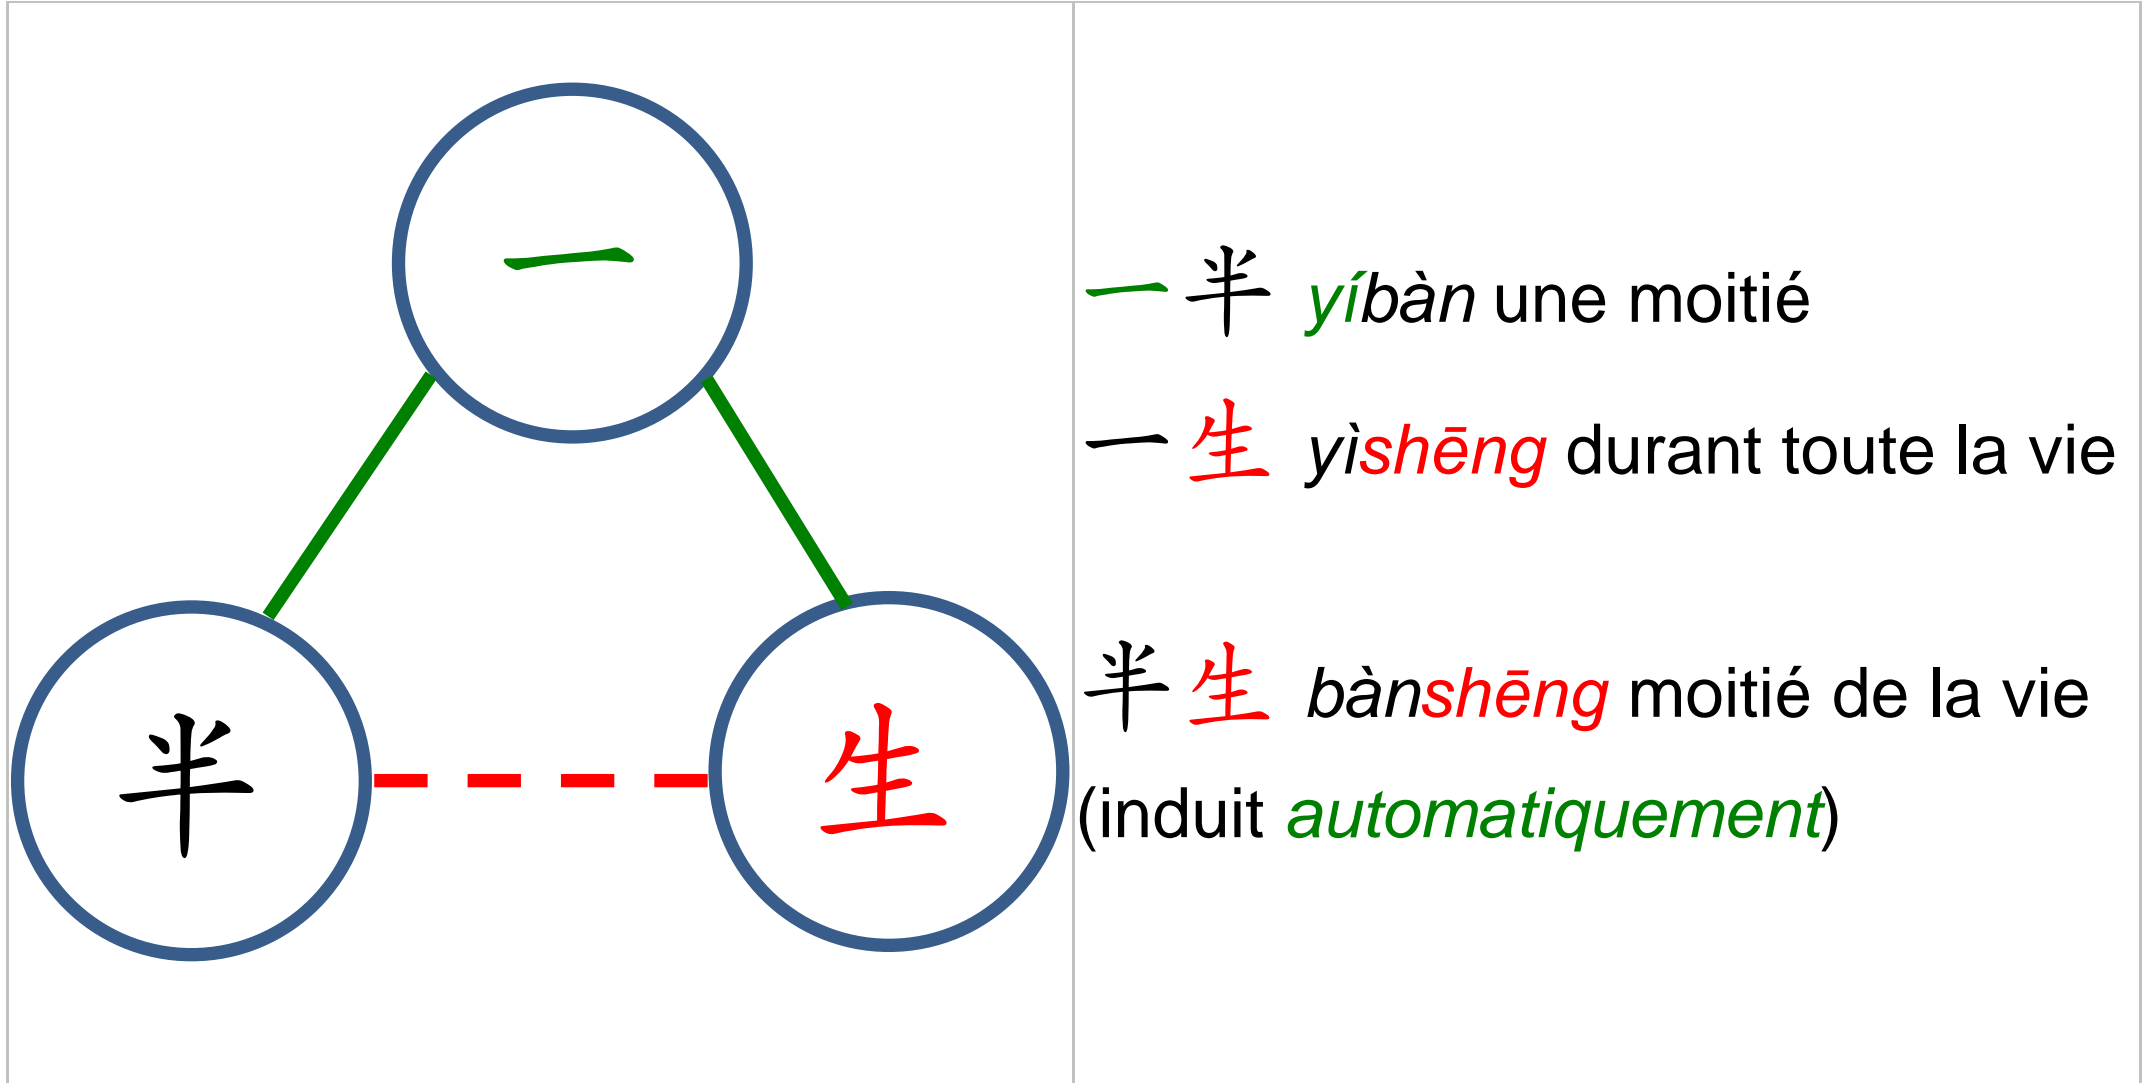 一
半
生
一半 yíbàn une moitié
一生 yìshēng durant toute la vie
半生 bànshēng moitié de la vie
(induit automatiquement)